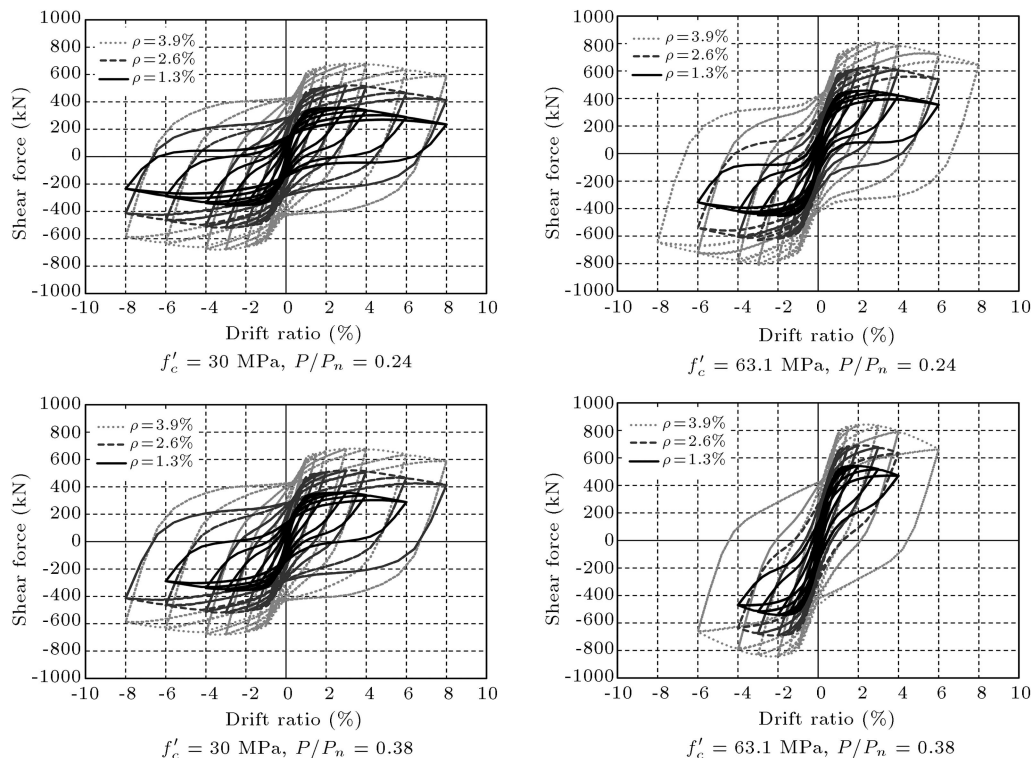 1000
800
600
400
200
0
-200
-400
-600
-800
1000
Shear force (kN)
ρ=3.9%
ρ=2.6%
ρ=1.3%
-10 -8 -6 -4 -2 0 2 4 6 8 10
Drift ratio (%)
f′c = 30 MPa, P/Pn = 0.24
1000
800
600
400
200
0
-200
-400
-600
-800
-1000
Shear force (kN)
ρ=3.9%
ρ=2.6%
ρ=1.3%
-10 -8 -6 -4 -2 0 2 4 6 8 10
Drift ratio (%)
f′c = 63.1 MPa, P/Pn = 0.24
1000
800
600
400
200
0
-200
-400
-600
-800
-1000
Shear force (kN)
ρ=3.9%
ρ=2.6%
ρ=1.3%
-10 -8 -6 -4 -2 0 2 4 6 8 10
Drift ratio (%)
f′c = 30 MPa, P/Pn = 0.38
1000
800
600
400
200
0
-200
-400
-600
-800
1000
Shear force (kN)
ρ=3.9%
ρ=2.6%
ρ=1.3%
-10 -8 -6 -4 -2 0 2 4 6 8 10
Drift ratio (%)
f′c = 63.1 MPa, P/Pn = 0.38